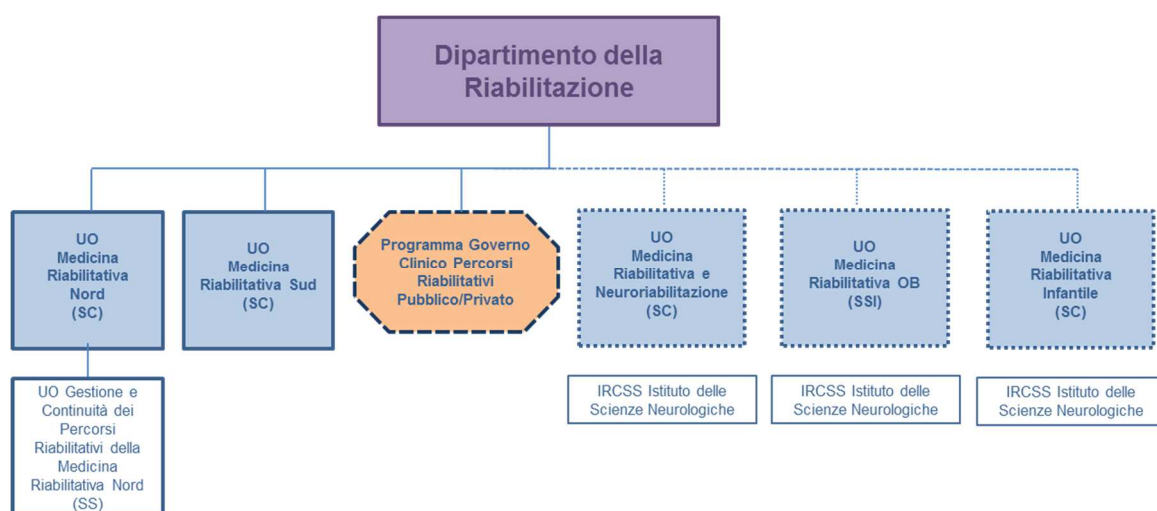 Dipartimento della
Riabilitazione
UO
Medicina
Riabilitativa
Nord
(SC)
UO
Medicina
Riabilitativa Sud
(SC)
Programma Governo
Clinico Percorsi
Riabilitativi
Pubblico/Privato
UO
Medicina
Riabilitativa e
Neuroriabilitazione
(SC)
UO
Medicina
Riabilitativa OB
(SSI)
UO
Medicina
Riabilitativa
Infantile
(SC)
UO Gestione e
Continuità dei
Percorsi
Riabilitativi della
Medicina
Riabilitativa Nord
(SS)
IRCSS Istituto delle
Scienze Neurologiche
IRCSS Istituto delle
Scienze Neurologiche
IRCSS Istituto delle
Scienze Neurologiche